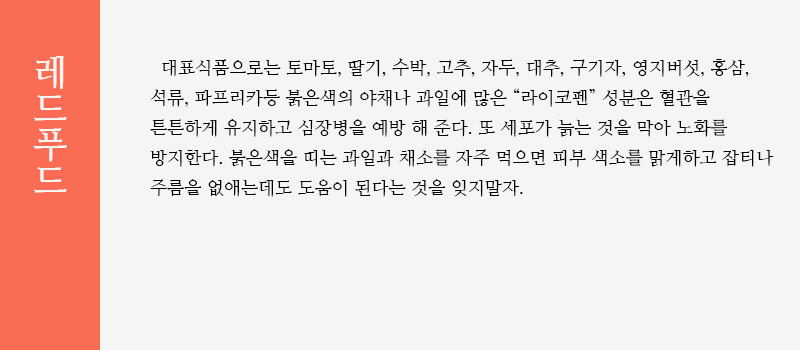 레드푸드
대표식품으로는 토마토, 딸기, 수박, 고추, 자두, 대추, 구기자, 영지버섯, 홍삼,
석류, 파프리카등 붉은색의 야채나 과일에 많은 “라이코펜” 성분은 혈관을
튼튼하게 유지하고 심장병을 예방 해 준다. 또 세포가 늙는 것을 막아 노화를
방지한다. 붉은색을 띠는 과일과 채소를 자주 먹으면 피부 색소를 맑게하고 잡티나
주름을 없애는데도 도움이 된다는 것을 잊지말자.